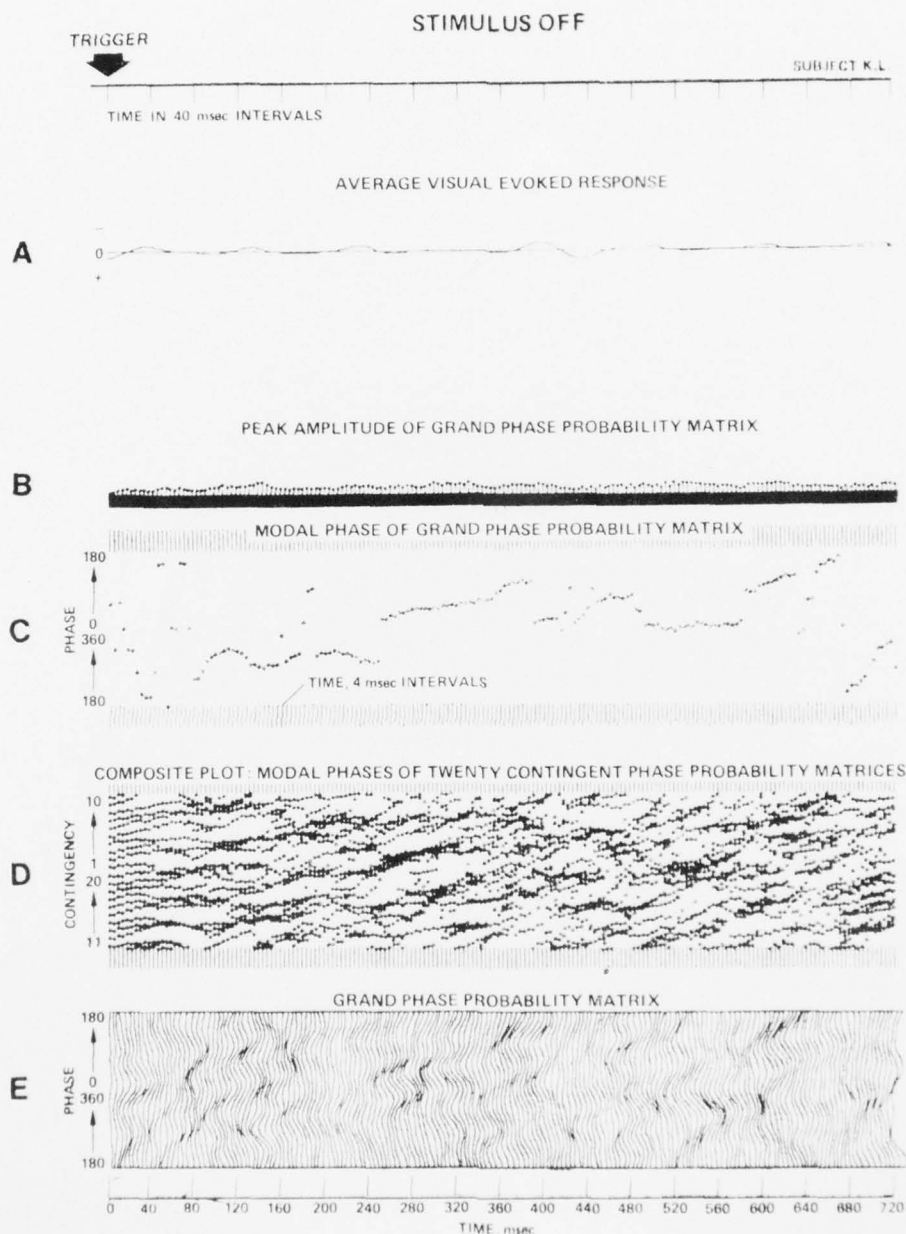 STIMULUS OFF
TRIGGER
SUBJECT K.L.
TIME IN 40 msec INTERVALS
AVERAGE VISUAL EVOKED RESPONSE
A
0
+
PEAK AMPLITUDE OF GRAND PHASE PROBABILITY MATRIX
B
MODAL PHASE OF GRAND PHASE PROBABILITY MATRIX
180
C
PHASE
0
360
180
TIME, 4 msec INTERVALS
COMPOSITE PLOT: MODAL PHASES OF TWENTY CONTINGENT PHASE PROBABILITY MATRICES
10
D
CONTINGENCY
1
20
11
GRAND PHASE PROBABILITY MATRIX
180
E
PHASE
0
360
180
0 40 80 120 160 200 240 280 320 360 400 440 480 520 560 600 640 680 720
TIME, msec